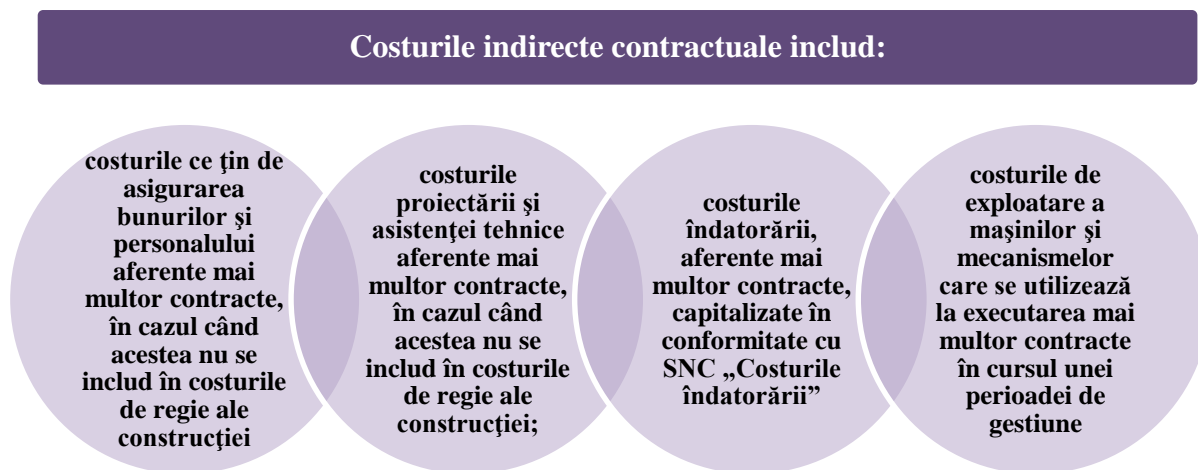 Costurile indirecte contractuale includ:
costurile ce ţin de
asigurarea
bunurilor şi
personalului
aferente mai
multor contracte,
în cazul când
acestea nu se
includ în costurile
de regie ale
construcţiei
costurile
proiectării şi
asistenţei tehnice
aferente mai
multor contracte,
în cazul când
acestea nu se
includ în costurile
de regie ale
construcţiei;
costurile
îndatorării,
aferente mai
multor contracte,
capitalizate în
conformitate cu
SNC „Costurile
îndatorării”
costurile de
exploatare a
maşinilor şi
mecanismelor
care se utilizează
la executarea mai
multor contracte
în cursul unei
perioadei de
gestiune